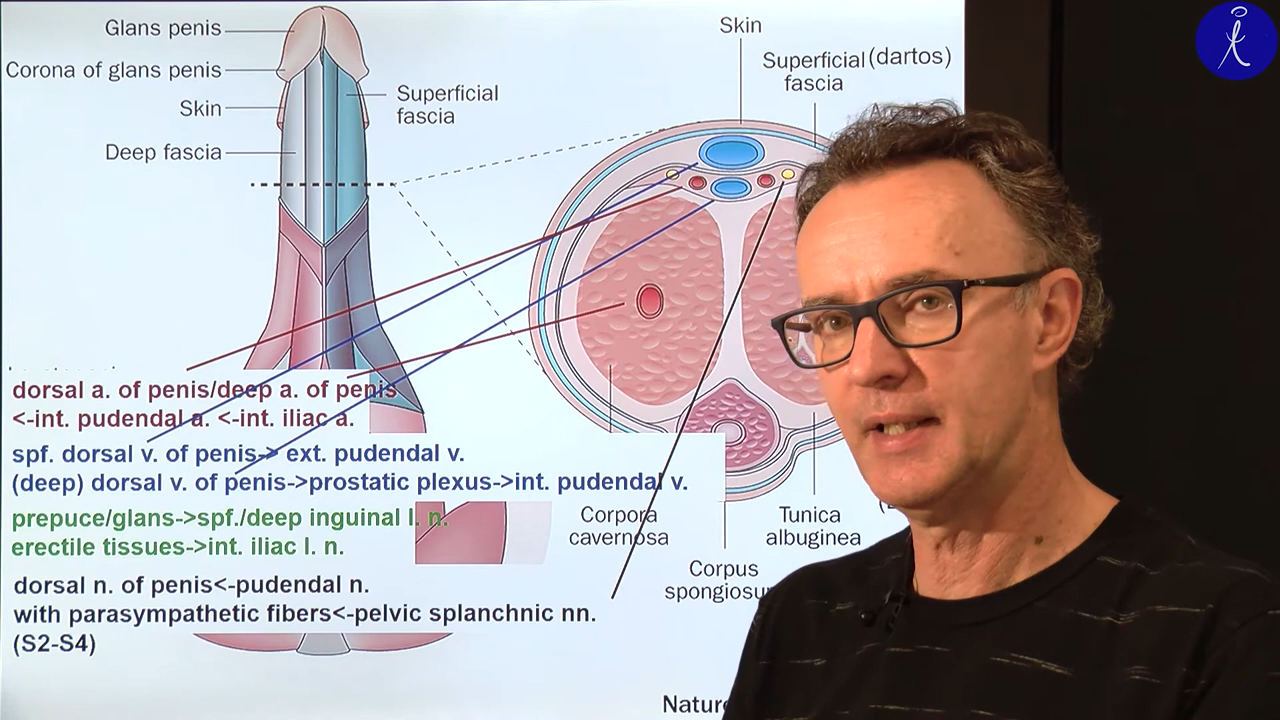 Glans penis
Corona of glans penis
Skin
Deep fascia
Superficial
fascia
Skin
Superficial (dartos)
fascia
dorsal a. of penis/deep a. of penis
<-int. pudendal a. <-int. iliac a.
spf. dorsal v. of penis-> ext. pudendal v.
(deep) dorsal v. of penis->prostatic plexus->int. pudendal v.
prepuce/glans->spf./deep inguinal l. n.
erectile tissues->int. iliac l. n.
dorsal n. of penis<-pudendal n.
with parasympathetic fibers<-pelvic splanchnic nn.
(S2-S4)
Corpora
cavernosa
Tunica
albuginea
Corpus
Nature